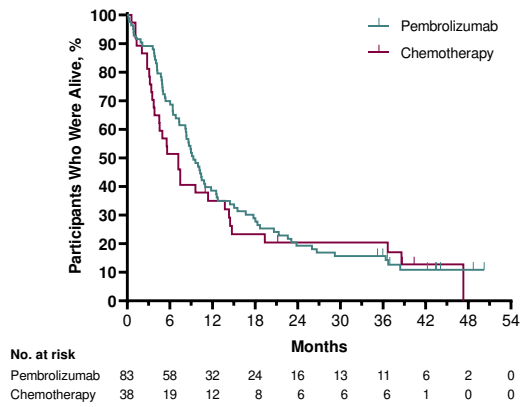 Participants Who Were Alive, %
100
90
80
70
60
50
40
30
20
10
0
Pembrolizumab
Chemotherapy
0 6 12 18 24 30 36 42 48 54
Months
No. at risk
Pembrolizumab 83 58 32 24 16 13 11 6 2 0
Chemotherapy 38 19 12 8 6 6 6 1 0 0